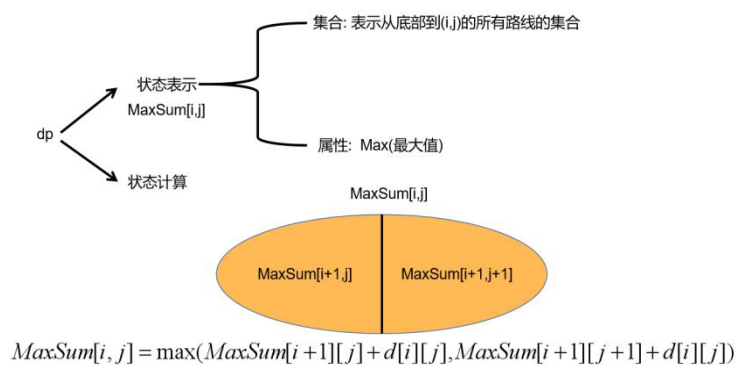 集合: 表示从底部到(i,j)的所有路线的集合
状态表示
MaxSum[i,j]
dp
属性: Max(最大值)
状态计算
MaxSum[i,j]
MaxSum[i+1,j] MaxSum[i+1,j+1]
MaxSum[i, j] = max(MaxSum[i+1][j]+d[i][j],MaxSum[i+1][j+1]+d[i][j])